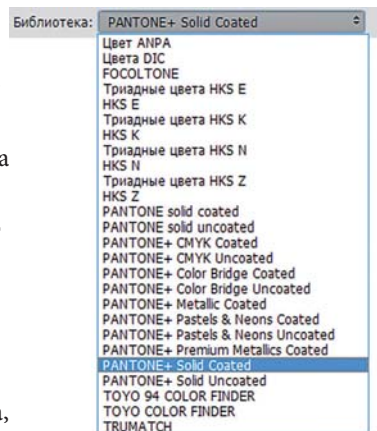 Библиотека: PANTONE+ Solid Coated
Цвет ANPA
Цвета DIC
FOCOLTONE
Триадные цвета HKS E
HKS E
Триадные цвета HKS K
HKS K
а
Триадные цвета HKS N
HKS N
Триадные цвета HKS Z
HKS Z
PANTONE solid coated
PANTONE solid uncoated
PANTONE+ CMYK Coated
PANTONE+ CMYK Uncoated
PANTONE+ Color Bridge Coated
PANTONE+ Color Bridge Uncoated
PANTONE+ Metallic Coated
PANTONE+ Pastels & Neons Coated
PANTONE+ Pastels & Neons Uncoated
PANTONE+ Premium Metallics Coated
PANTONE+ Solid Coated
PANTONE+ Solid Uncoated
TOYO 94 COLOR FINDER
TOYO COLOR FINDER
TRUMATCH